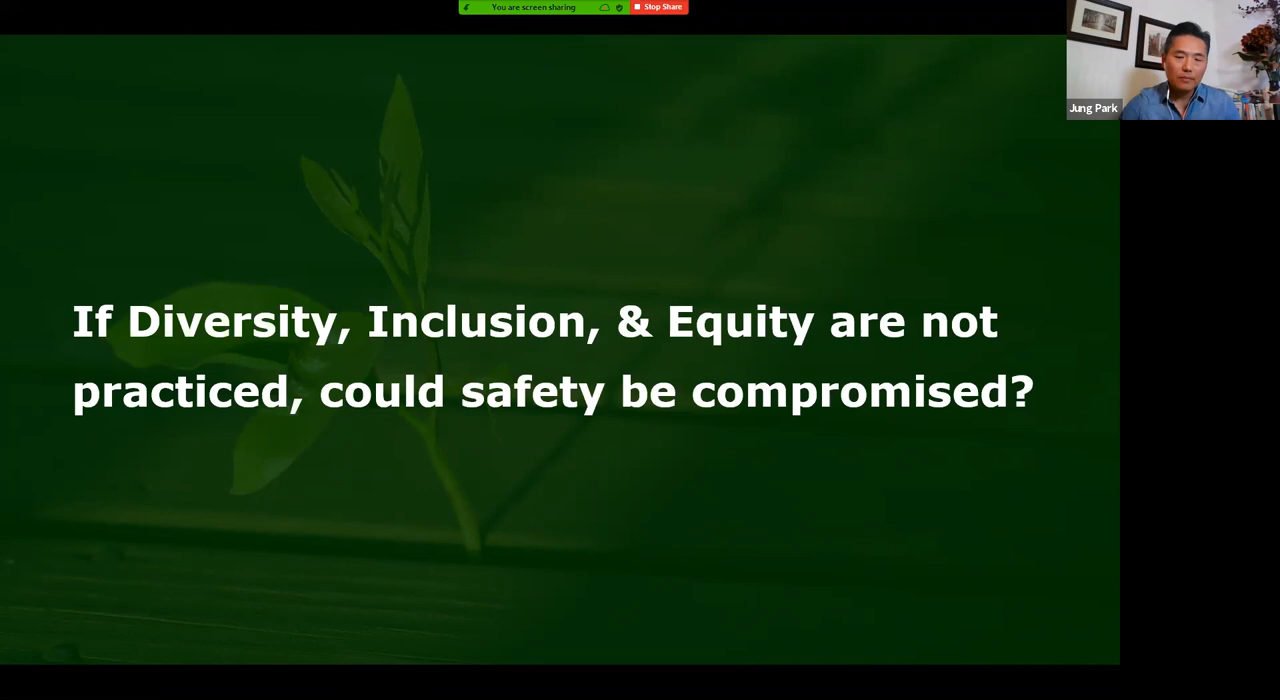 You are screen sharing
Stop Share
Jung Park
If Diversity, Inclusion, & Equity are not
practiced, could safety be compromised?